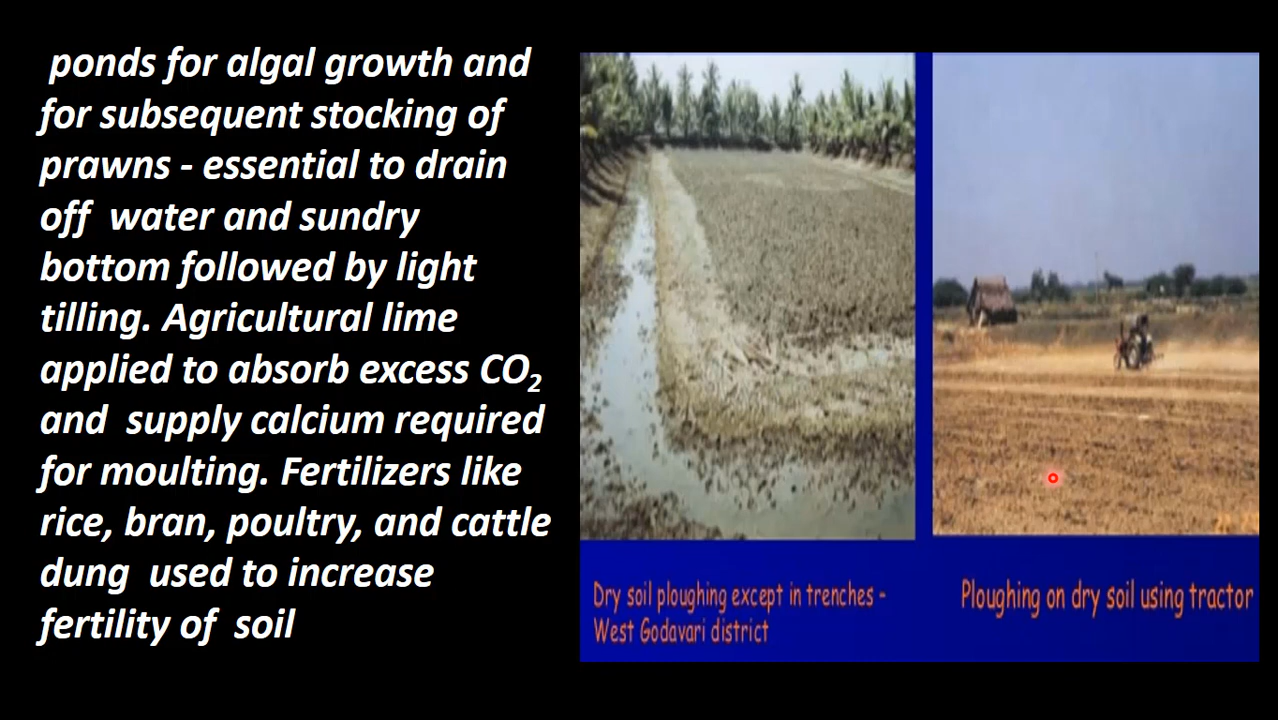 ponds for algal growth and
for subsequent stocking of
prawns - essential to drain
off water and sundry
bottom followed by light
tilling. Agricultural lime
applied to absorb excess CO₂
and supply calcium required
for moulting. Fertilizers like
rice, bran, poultry, and cattle
dung used to increase
fertility of soil
Dry soil ploughing except in trenches -
West Godavari district
Ploughing on dry soil using tractor